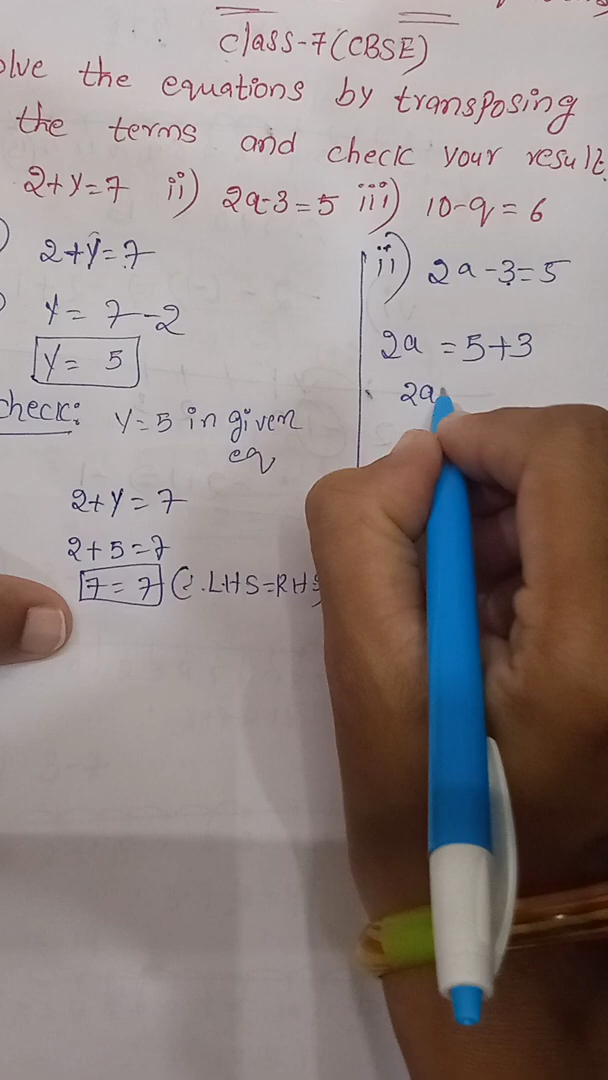 class-7(CBSE)
olve the equations by transposing
the terms and check your result.
2+y=7 ii) 2a-3=5 iii) 10-q=6
2+y=7
y= 7-2
y= 5
check: y=5 in given
eq
2+y=7
2+5=7
7=7 (∵ LHS=RHS)
ii) 2a-3=5
2a =5+3
2a